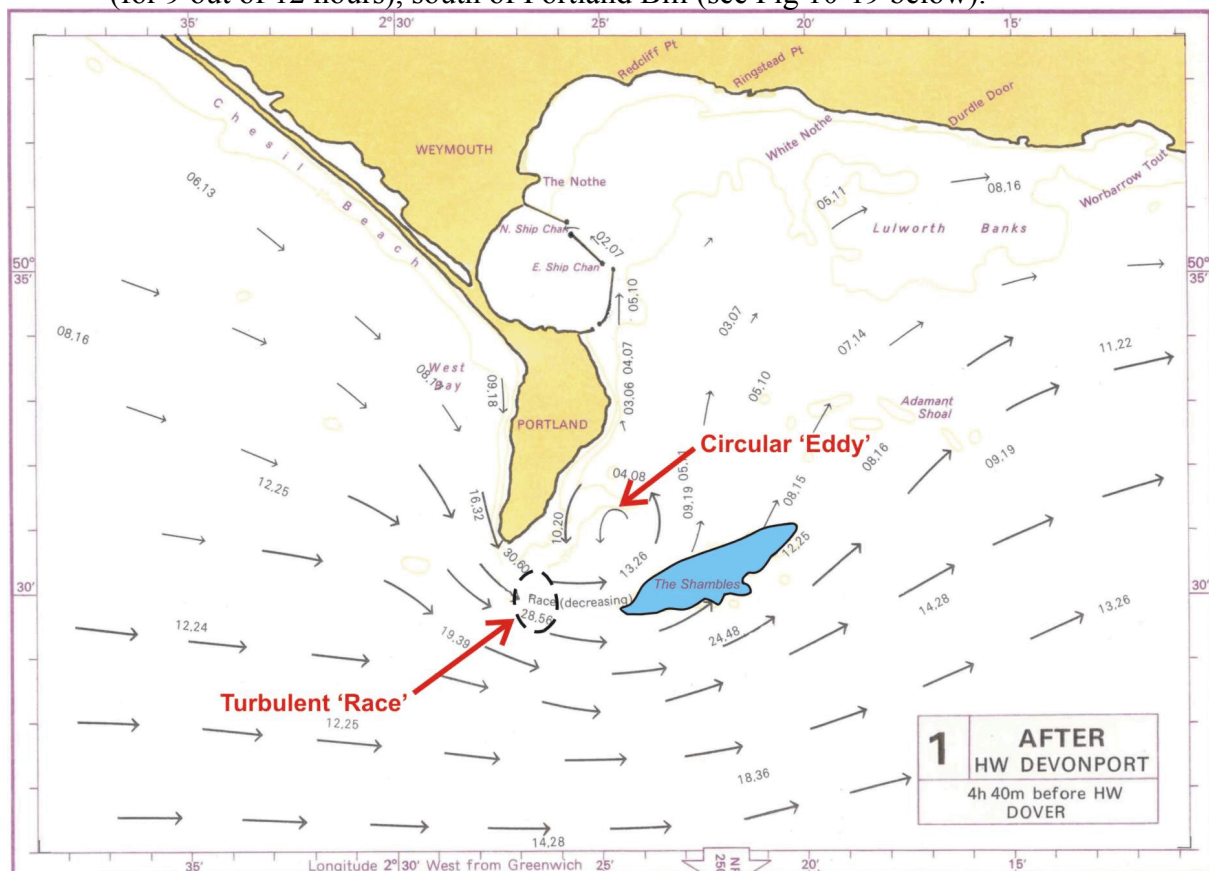 (for 9 out of 12 hours), south of Portland Bill (see Fig 10-19 below).
35' 2°30' 25' 20' 15'
Redcliff Pt
Ringstead Pt
Durdle Door
White Nothe
Worbarrow Tout
Chesil Beach
WEYMOUTH
The Nothe
N. Ship Chan
02,07
E. Ship Chan
06,13
05,11
08,16
Lulworth Banks
50°
35'
50°
35'
05,10
03,07
07,14
11,22
08,16
West
Bay
09,18
03,06 04,07
05,10
Adamant
Shoal
PORTLAND
Circular ‘Eddy’
04,08
08,16
09,19
12,25
16,32
10,20
09,19
08,15
30,60
13,26
12,25
The Shambles
30'
30'
Race (decreasing)
28,56
14,28
13,26
12,24
19,39
24,48
Turbulent ‘Race’
12,25
18,36
14,28
1
AFTER
HW DEVONPORT
4h 40m before HW
DOVER
35' Longitude 2°30' West from Greenwich 25' 20' 15'